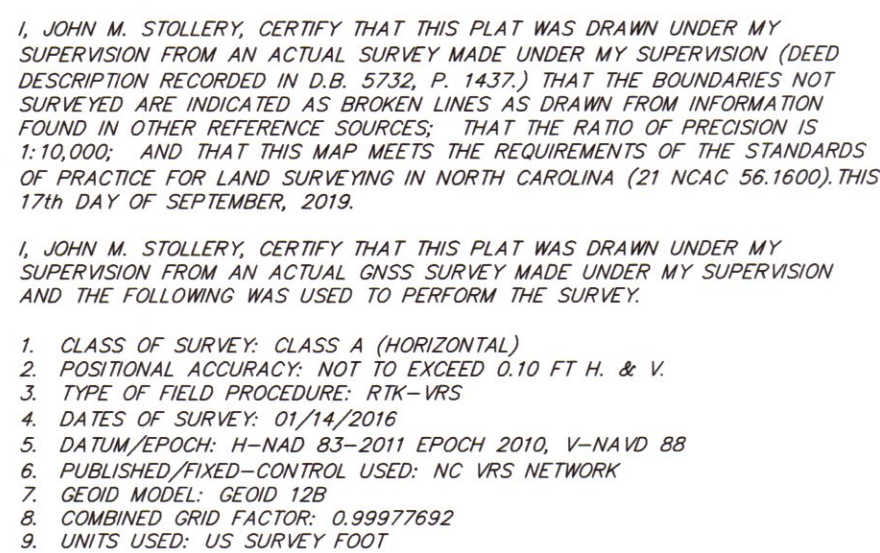 I, JOHN M. STOLLERY, CERTIFY THAT THIS PLAT WAS DRAWN UNDER MY
SUPERVISION FROM AN ACTUAL SURVEY MADE UNDER MY SUPERVISION (DEED
DESCRIPTION RECORDED IN D.B. 5732, P. 1437.) THAT THE BOUNDARIES NOT
SURVEYED ARE INDICATED AS BROKEN LINES AS DRAWN FROM INFORMATION
FOUND IN OTHER REFERENCE SOURCES; THAT THE RATIO OF PRECISION IS
1:10,000; AND THAT THIS MAP MEETS THE REQUIREMENTS OF THE STANDARDS
OF PRACTICE FOR LAND SURVEYING IN NORTH CAROLINA (21 NCAC 56.1600). THIS
17th DAY OF SEPTEMBER, 2019.
I, JOHN M. STOLLERY, CERTIFY THAT THIS PLAT WAS DRAWN UNDER MY
SUPERVISION FROM AN ACTUAL GNSS SURVEY MADE UNDER MY SUPERVISION
AND THE FOLLOWING WAS USED TO PERFORM THE SURVEY.
1. CLASS OF SURVEY: CLASS A (HORIZONTAL)
2. POSITIONAL ACCURACY: NOT TO EXCEED 0.10 FT H. & V.
3. TYPE OF FIELD PROCEDURE: RTK-VRS
4. DATES OF SURVEY: 01/14/2016
5. DATUM/EPOCH: H-NAD 83-2011 EPOCH 2010, V-NAVD 88
6. PUBLISHED/FIXED-CONTROL USED: NC VRS NETWORK
7. GEOID MODEL: GEOID 12B
8. COMBINED GRID FACTOR: 0.99977692
9. UNITS USED: US SURVEY FOOT